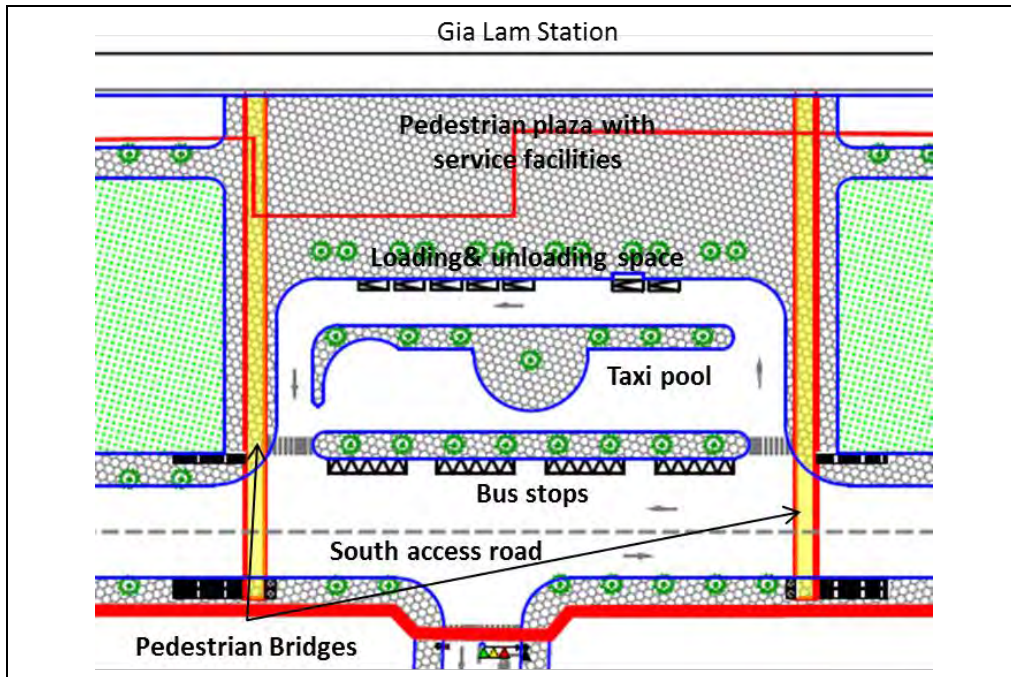 Gia Lam Station
Pedestrian plaza with
service facilities
Loading& unloading space
Taxi pool
Bus stops
South access road
Pedestrian Bridges